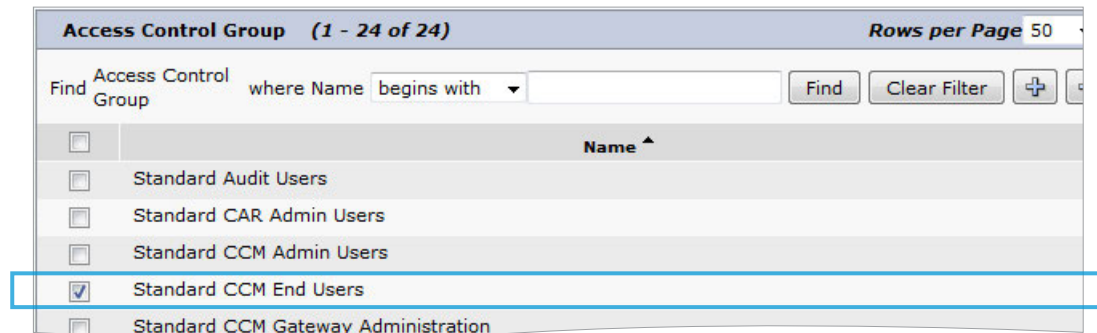 Access Control Group (1 - 24 of 24) Rows per Page 50
Find Access Control Group where Name begins with Find Clear Filter
Name
Standard Audit Users
Standard CAR Admin Users
Standard CCM Admin Users
Standard CCM End Users
Standard CCM Gateway Administration